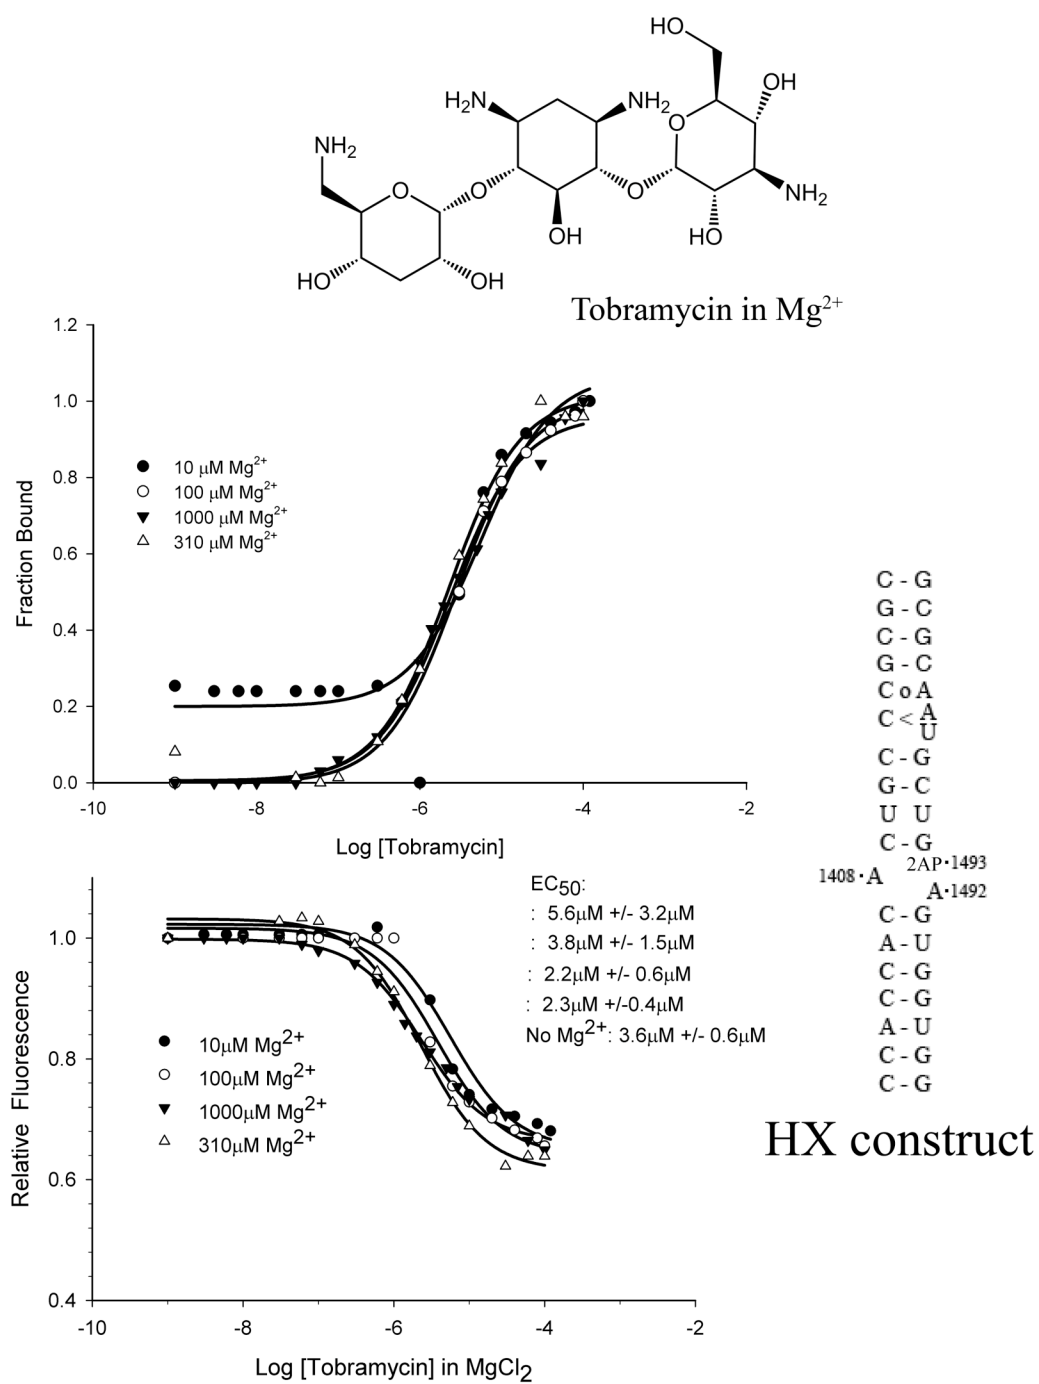 HO
OH
H₂N
NH₂
O
NH₂
O
O
O
NH₂
OH
HO
HO
OH
Tobramycin in Mg²⁺
1.2
1.0
0.8
0.6
0.4
0.2
0.0
Fraction Bound
10 µM Mg²⁺
100 µM Mg²⁺
1000 µM Mg²⁺
310 µM Mg²⁺
-10
-8
-6
-4
-2
Log [Tobramycin]
C - G
G - C
C - G
G - C
C o A
C < A
U
C - G
G - C
U U
C - G
1408·A
2AP·1493
A·1492
C - G
A - U
C - G
C - G
A - U
C - G
C - G
HX construct
EC₅₀:
: 5.6µM +/- 3.2µM
: 3.8µM +/- 1.5µM
: 2.2µM +/- 0.6µM
: 2.3µM +/-0.4µM
No Mg²⁺: 3.6µM +/- 0.6µM
1.0
0.8
0.6
0.4
Relative Fluorescence
10µM Mg²⁺
100µM Mg²⁺
1000µM Mg²⁺
310µM Mg²⁺
-10
-8
-6
-4
-2
Log [Tobramycin] in MgCl₂